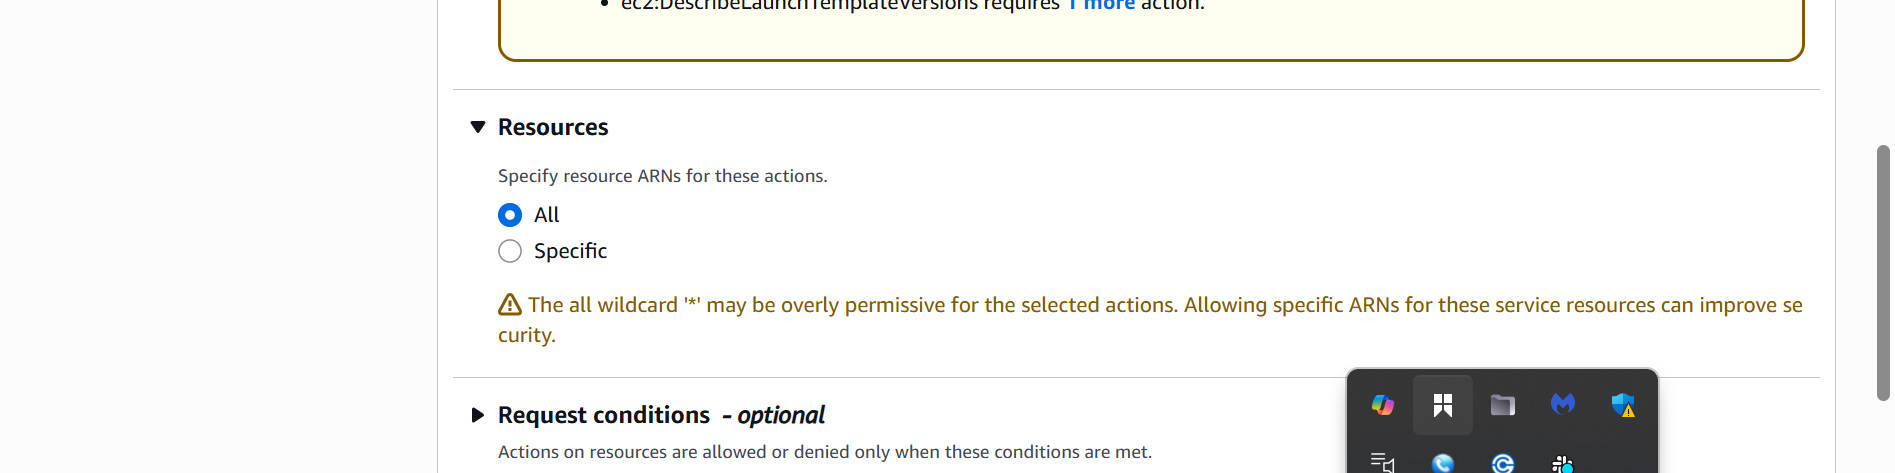 ec2:DescribeLaunchTemplateVersions requires 1 more action.
Resources
Specify resource ARNs for these actions.
All
Specific
The all wildcard '*' may be overly permissive for the selected actions. Allowing specific ARNs for these service resources can improve se
curity.
Request conditions - optional
Actions on resources are allowed or denied only when these conditions are met.